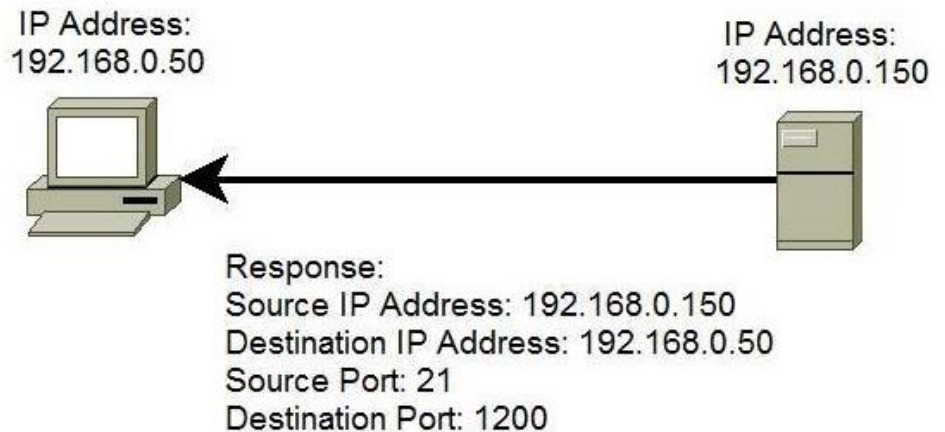 IP Address:
192.168.0.50
IP Address:
192.168.0.150
Response:
Source IP Address: 192.168.0.150
Destination IP Address: 192.168.0.50
Source Port: 21
Destination Port: 1200